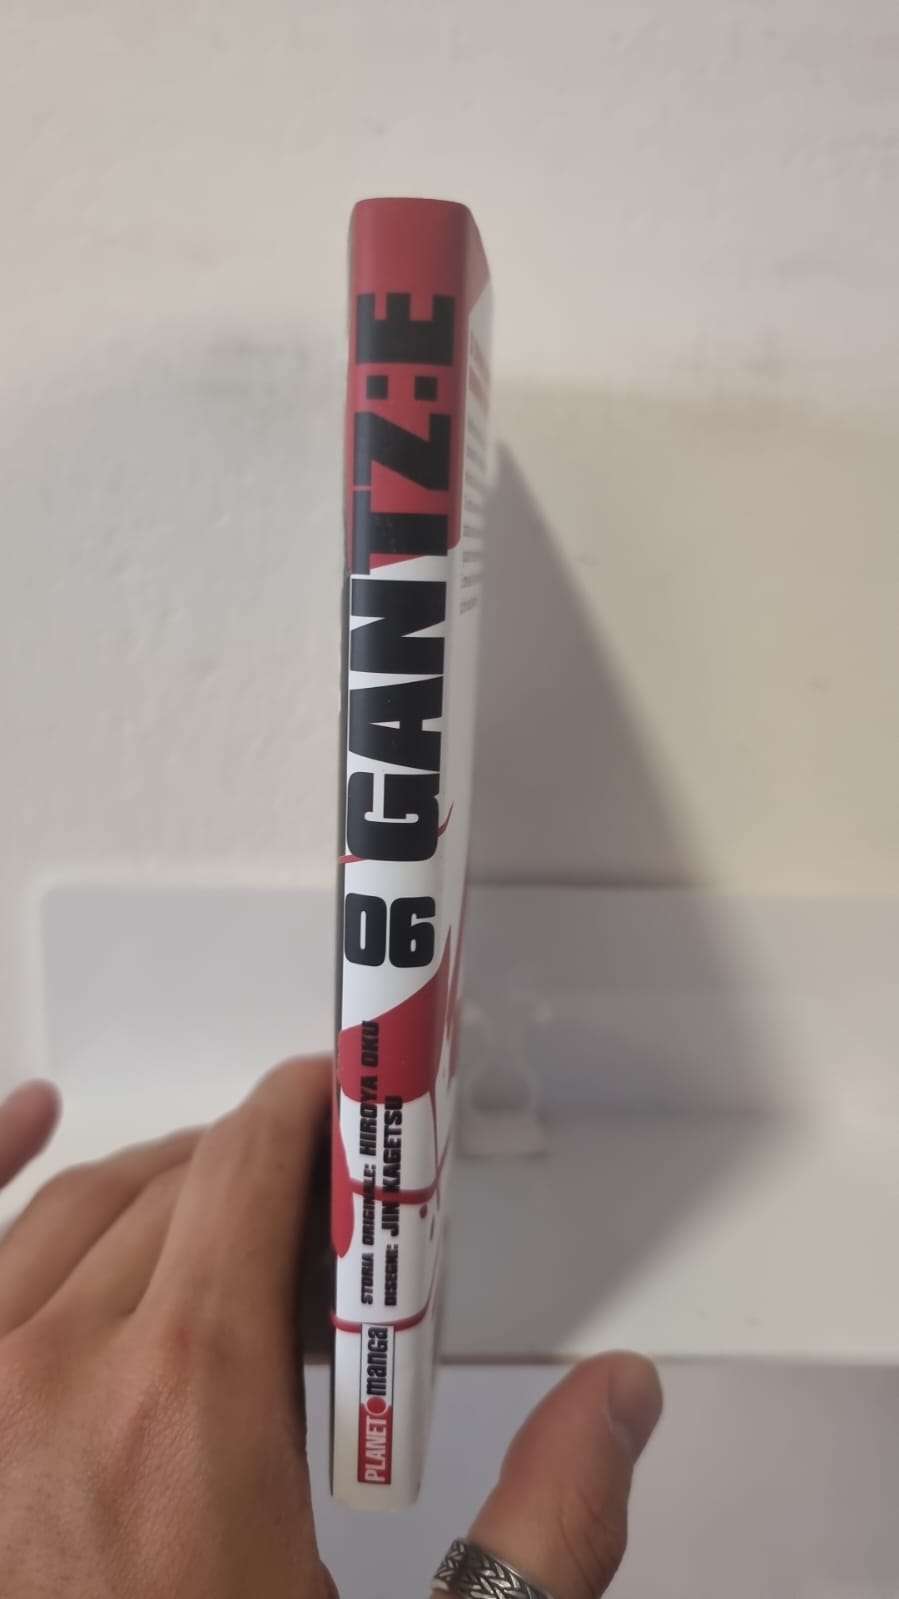 GANTZ:E
06
STORIA ORIGINALE: HIROYA OKU
DISEGNI: JIN KAGETSU
PLANET manga